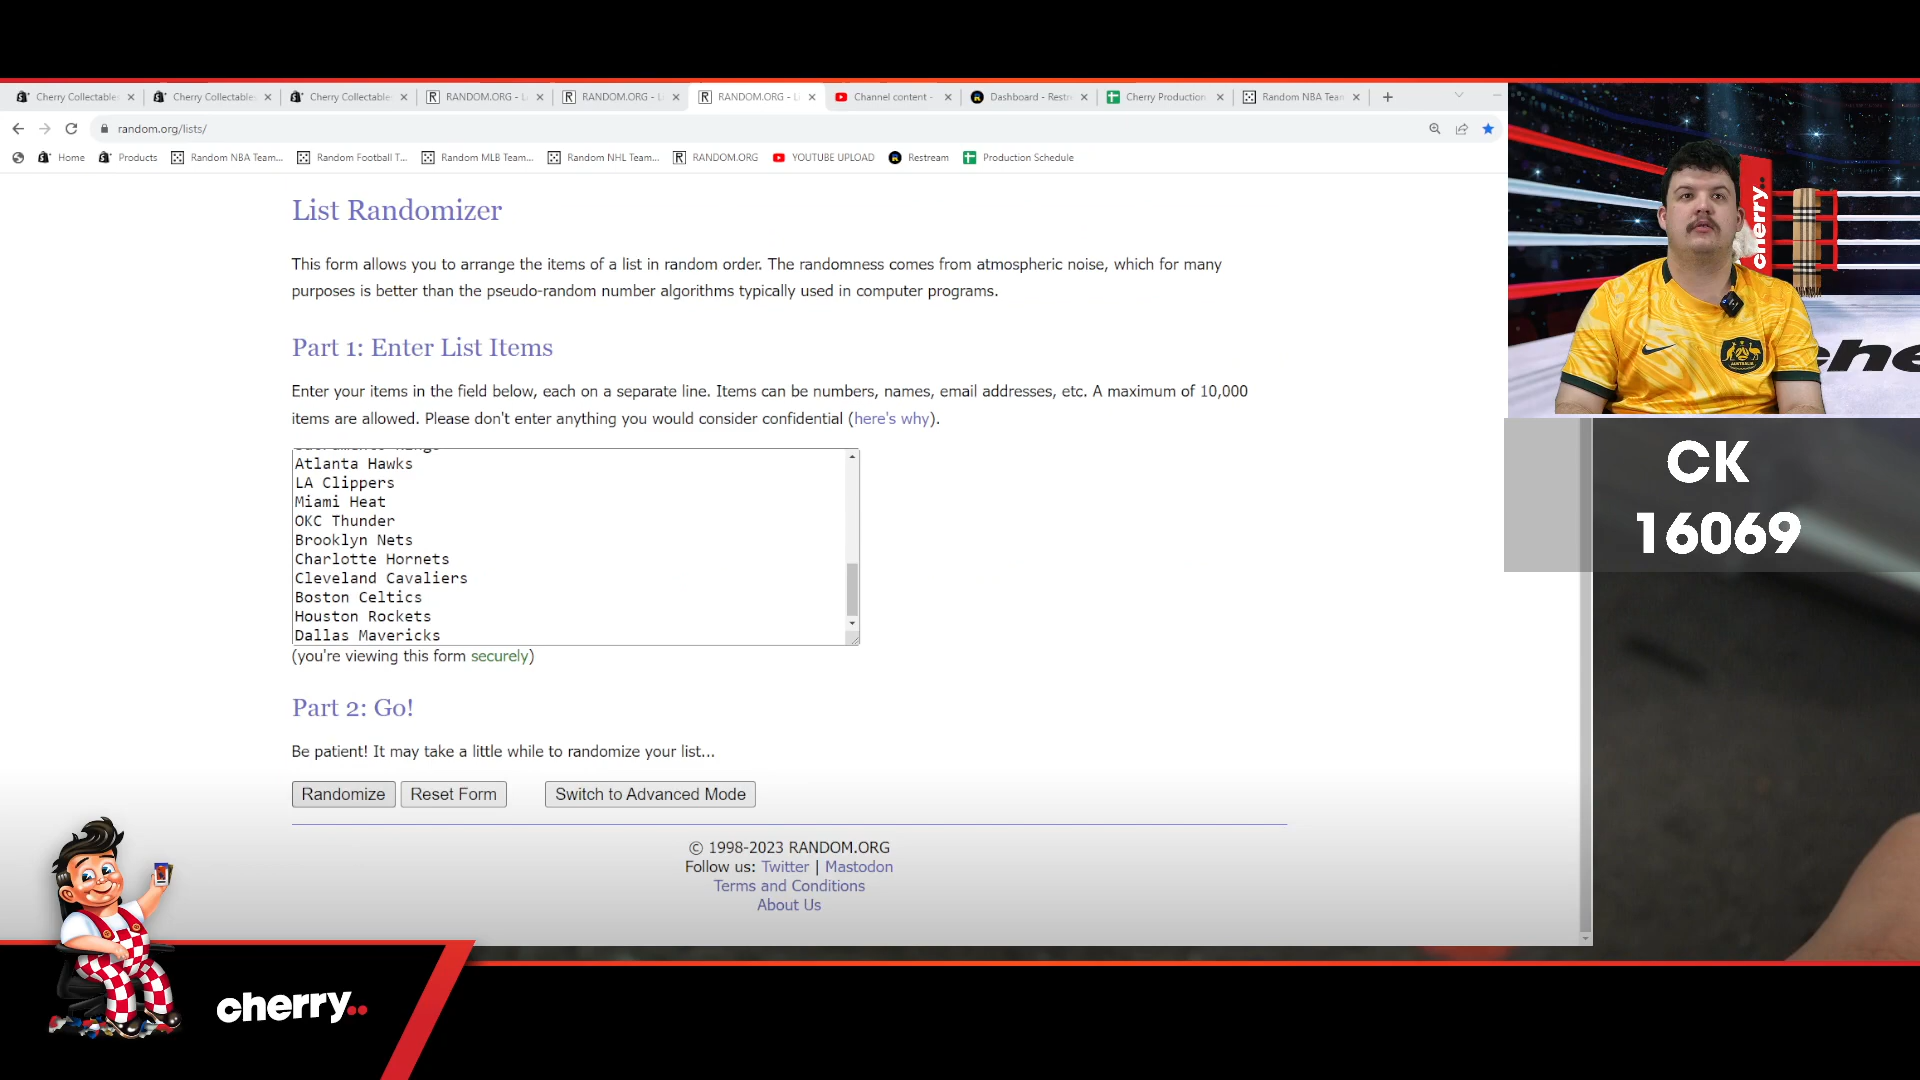 Cherry Collectable
Cherry Collectable
Cherry Collectable
RANDOM.ORG - L
RANDOM.ORG - L
RANDOM.ORG - L
Channel content -
Dashboard - Restr
Cherry Production
Random NBA Team
random.org/lists/
Home
Products
Random NBA Team...
Random Football T...
Random MLB Team...
Random NHL Team...
RANDOM.ORG
YOUTUBE UPLOAD
Restream
Production Schedule
List Randomizer
This form allows you to arrange the items of a list in random order. The randomness comes from atmospheric noise, which for many
purposes is better than the pseudo-random number algorithms typically used in computer programs.
Part 1: Enter List Items
Enter your items in the field below, each on a separate line. Items can be numbers, names, email addresses, etc. A maximum of 10,000
items are allowed. Please don't enter anything you would consider confidential (here's why).
Atlanta Hawks
LA Clippers
Miami Heat
OKC Thunder
Brooklyn Nets
Charlotte Hornets
Cleveland Cavaliers
Boston Celtics
Houston Rockets
Dallas Mavericks
(you're viewing this form securely)
Part 2: Go!
Be patient! It may take a little while to randomize your list...
Randomize
Reset Form
Switch to Advanced Mode
© 1998-2023 RANDOM.ORG
Follow us: Twitter | Mastodon
Terms and Conditions
About Us
cherry..
che
AUSTRALIA
CK
16069
cherry..